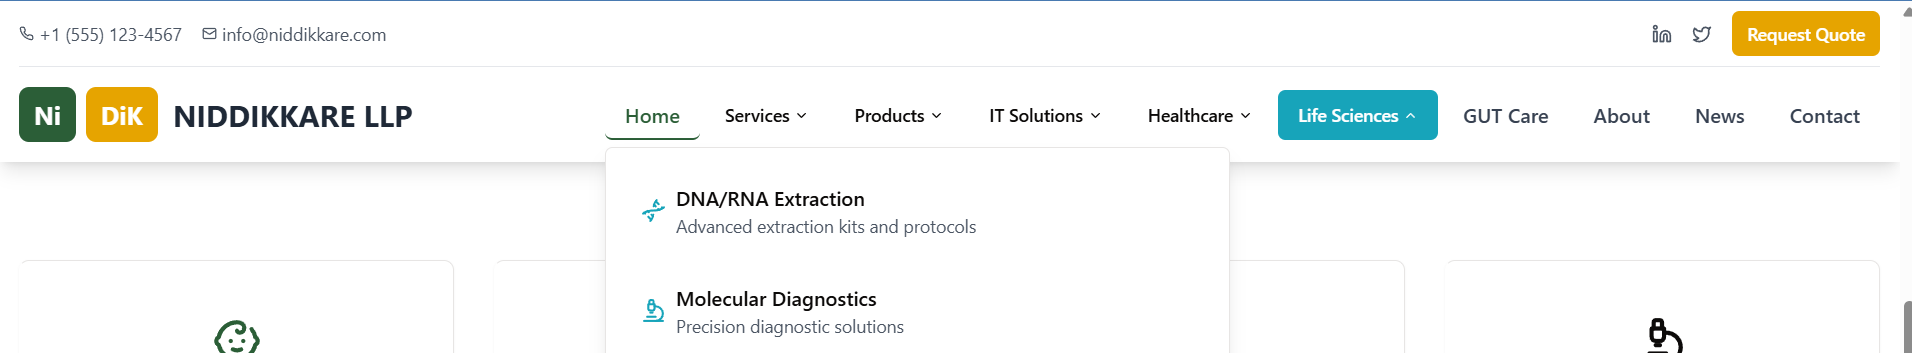 +1 (555) 123-4567 info@niddikkare.com Request Quote
Ni DiK NIDDIKKARE LLP Home Services Products IT Solutions Healthcare Life Sciences GUT Care About News Contact
DNA/RNA Extraction
Advanced extraction kits and protocols
Molecular Diagnostics
Precision diagnostic solutions